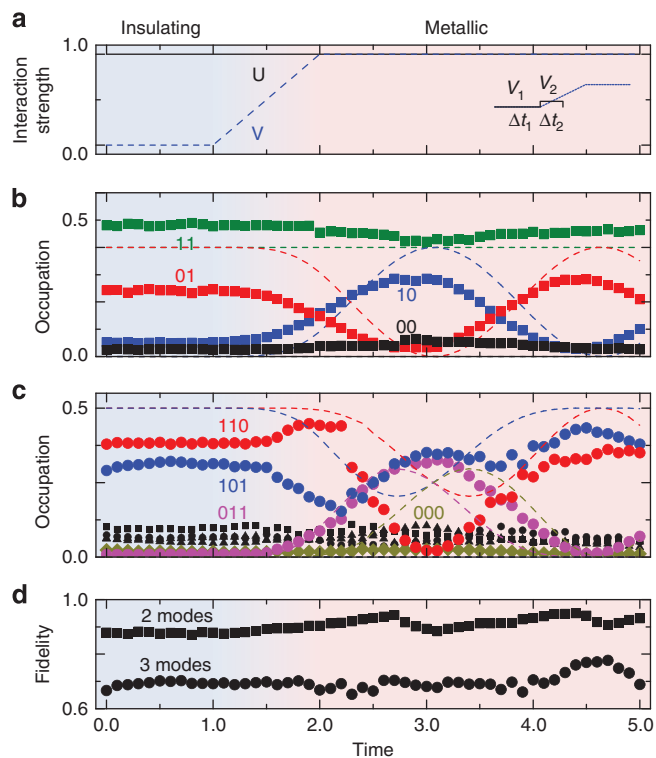 a
Insulating
Metallic
Interaction
strength
1.0
0.0
U
V
V1
V2
Δt1
Δt2
b
Occupation
0.5
0.0
11
01
10
00
c
Occupation
0.5
0.0
110
101
011
000
d
Fidelity
1.0
0.6
2 modes
3 modes
0.0 1.0 2.0 3.0 4.0 5.0
Time